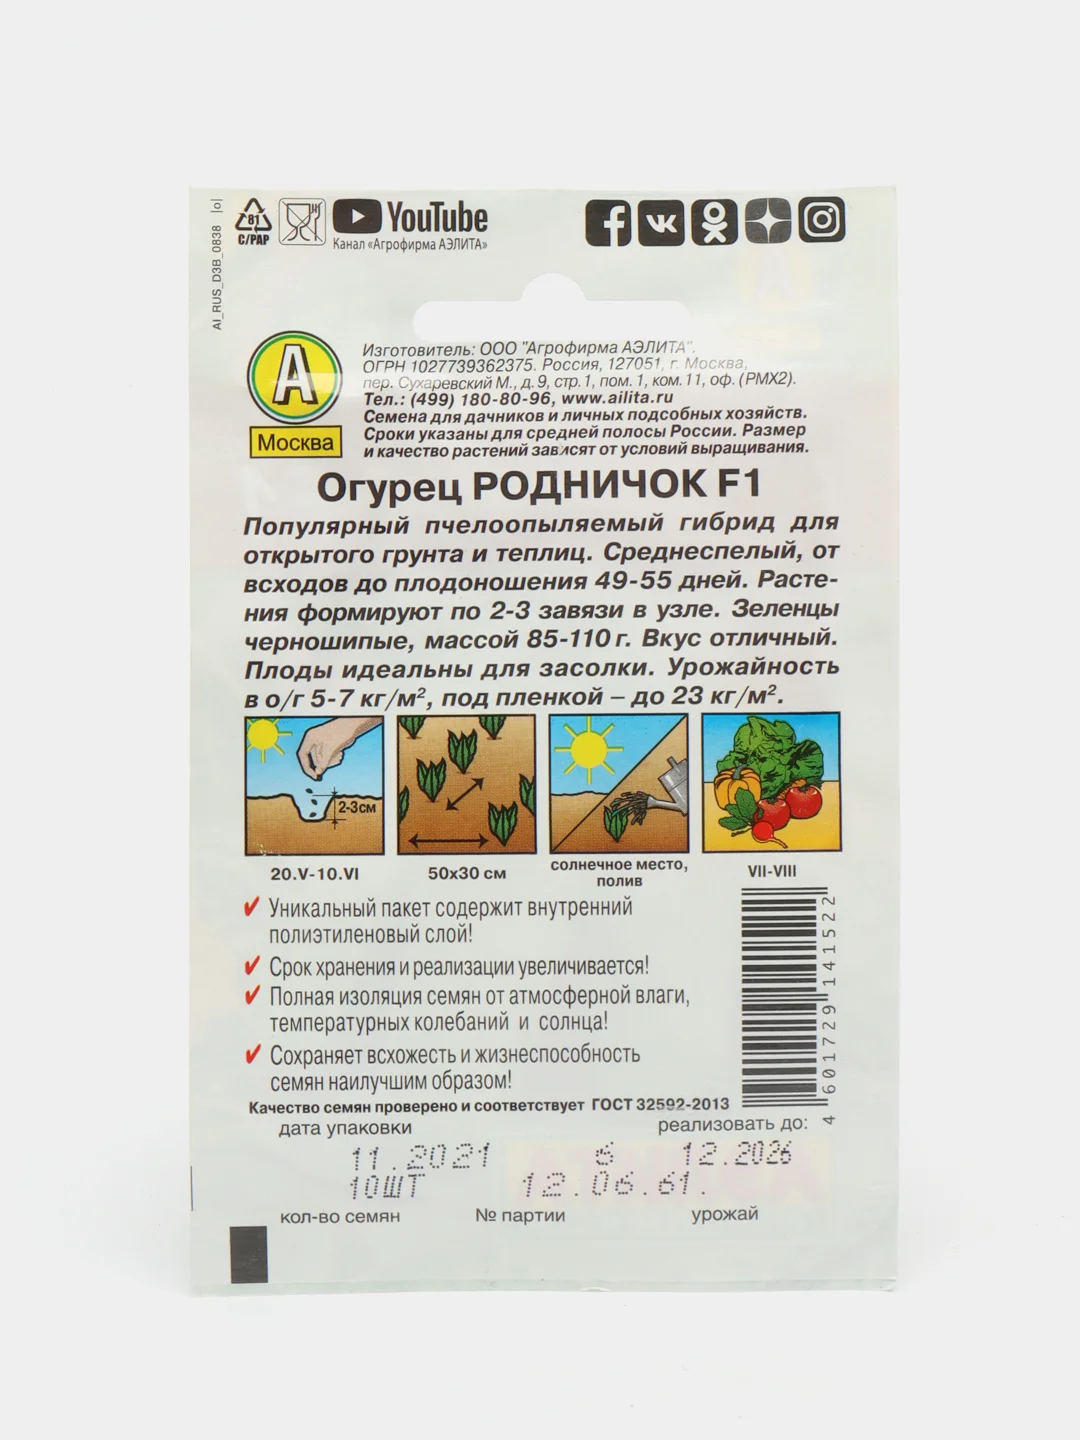 81
C/PAP
YouTube
Канал «Агрофирма АЭЛИТА»
AI_RUS_D3B_0838 |o|
A
Москва
Изготовитель: ООО "Агрофирма АЭЛИТА".
ОГРН 1027739362375. Россия, 127051, г. Москва,
пер. Сухаревский М., д. 9, стр. 1, пом. 1, ком. 11, оф. (РМХ2).
Тел.: (499) 180-80-96, www.ailita.ru
Семена для дачников и личных подсобных хозяйств.
Сроки указаны для средней полосы России. Размер
и качество растений зависят от условий выращивания.
Огурец РОДНИЧОК F1
Популярный пчелоопыляемый гибрид для
открытого грунта и теплиц. Среднеспелый, от
всходов до плодоношения 49-55 дней. Расте-
ния формируют по 2-3 завязи в узле. Зеленцы
черношипые, массой 85-110 г. Вкус отличный.
Плоды идеальны для засолки. Урожайность
в о/г 5-7 кг/м², под пленкой – до 23 кг/м².
2-3см
20.V-10.VI
50x30 см
солнечное место,
полив
VII-VIII
Уникальный пакет содержит внутренний
полиэтиленовый слой!
Срок хранения и реализации увеличивается!
Полная изоляция семян от атмосферной влаги,
температурных колебаний и солнца!
Сохраняет всхожесть и жизнеспособность
семян наилучшим образом!
4 601729 141522
Качество семян проверено и соответствует ГОСТ 32592-2013
дата упаковки реализовать до:
11.2021 6 12.2026
10ШТ 12.06.61.
кол-во семян № партии урожай